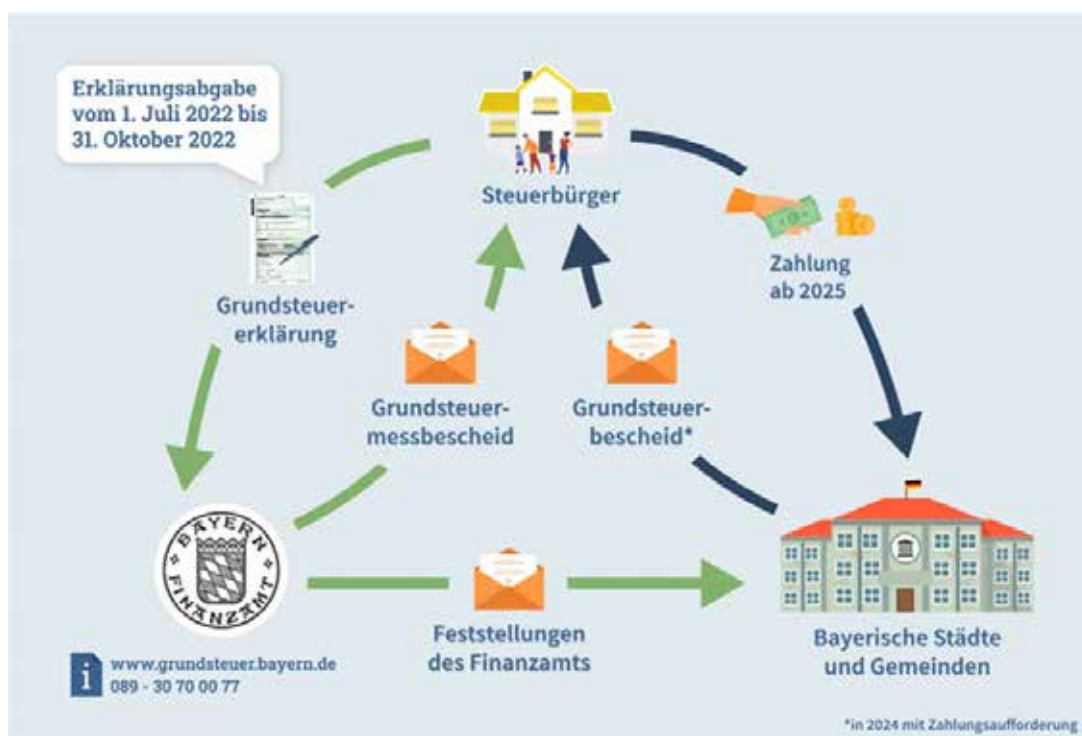 Erklärungsabgabe
vom 1. Juli 2022 bis
31. Oktober 2022
Steuerbürger
Zahlung
ab 2025
Grundsteuer-
erklärung
Grundsteuer-
messbescheid
Grundsteuer-
bescheid*
BAYERN
FINANZAMT
Feststellungen
des Finanzamts
Bayerische Städte
und Gemeinden
i www.grundsteuer.bayern.de
089 - 30 70 00 77
*in 2024 mit Zahlungsaufforderung